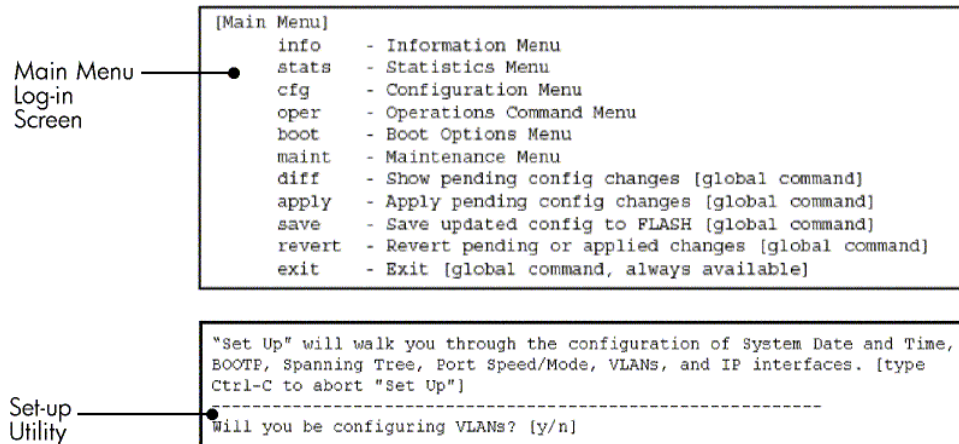 Main Menu
Log-in
Screen
[Main Menu]
info - Information Menu
stats - Statistics Menu
cfg - Configuration Menu
oper - Operations Command Menu
boot - Boot Options Menu
maint - Maintenance Menu
diff - Show pending config changes [global command]
apply - Apply pending config changes [global command]
save - Save updated config to FLASH [global command]
revert - Revert pending or applied changes [global command]
exit - Exit [global command, always available]
Set-up
Utility
"Set Up" will walk you through the configuration of System Date and Time,
BOOTP, Spanning Tree, Port Speed/Mode, VLANs, and IP interfaces. [type
Ctrl-C to abort "Set Up"]
--------------------------------------------------------------
Will you be configuring VLANs? [y/n]